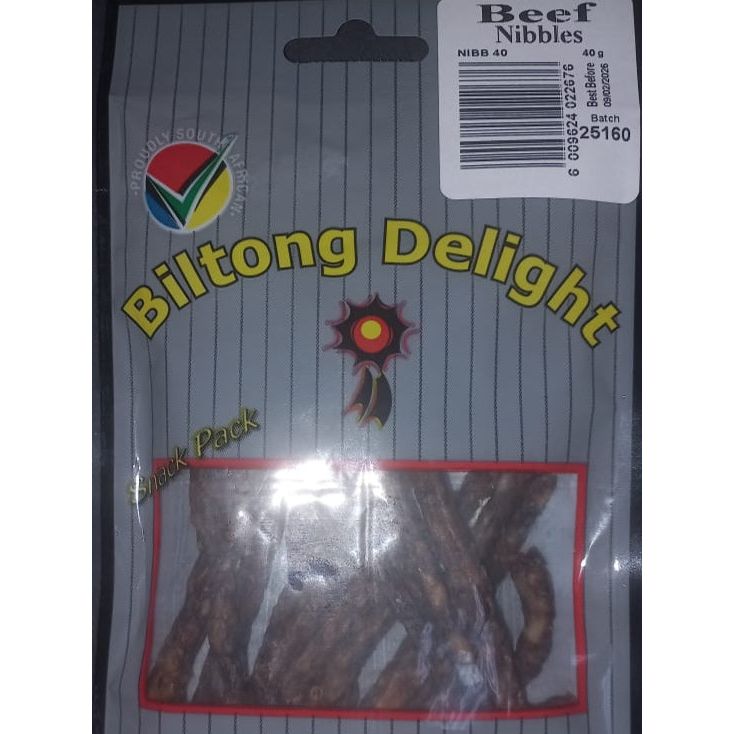 Beef
Nibbles
NIBB 40 40 g
6 009624 022676
Best Before
09/02/2026
Batch
25160
PROUDLY SOUTH AFRICAN
Biltong Delight
Snack Pack